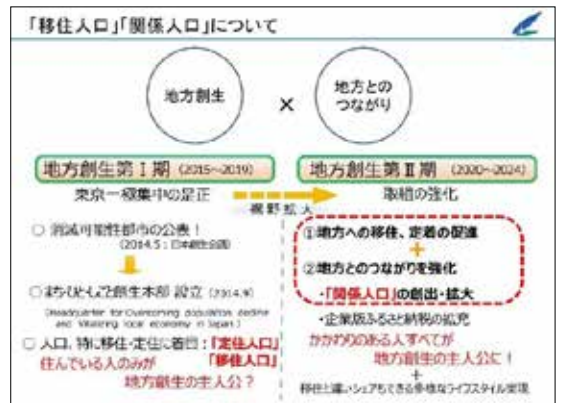 「移住人口」「関係人口」について
地方創生
×
地方との
つながり
地方創生第Ⅰ期 (2015~2019)
東京一極集中の是正
裾野拡大
○ 消滅可能性都市の公表!
(2014.5:日本創生会議)
○まち・ひと・しごと創生本部 設立 (2014.9)
(Headquarter for Overcoming population decline
and Vitalizing local economy in Japan)
○ 人口、特に移住・定住に着目:「定住人口」
「移住人口」
住んでいる人のみが
地方創生の主人公?
地方創生第Ⅱ期 (2020~2024)
取組の強化
①地方への移住、定着の促進
+
②地方とのつながりを強化
・「関係人口」の創出・拡大
・企業版ふるさと納税の拡充
かかわりのある人すべてが
地方創生の主人公に!
+
移住と違いシェアもできる多様なライフスタイル実現